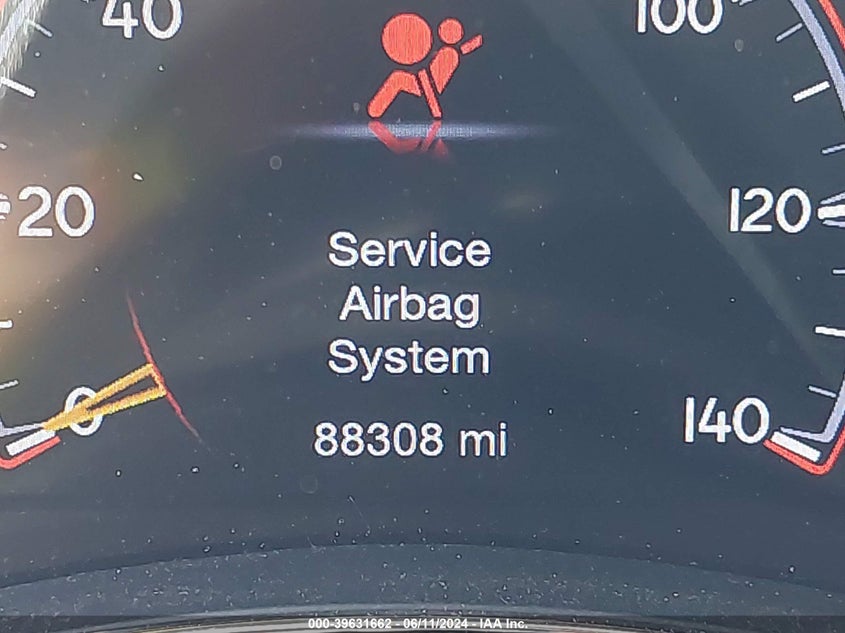 40 100
20 120
Service
Airbag
System
0 140
88308 mi
000-39631662 - 06/11/2024 - IAA Inc.